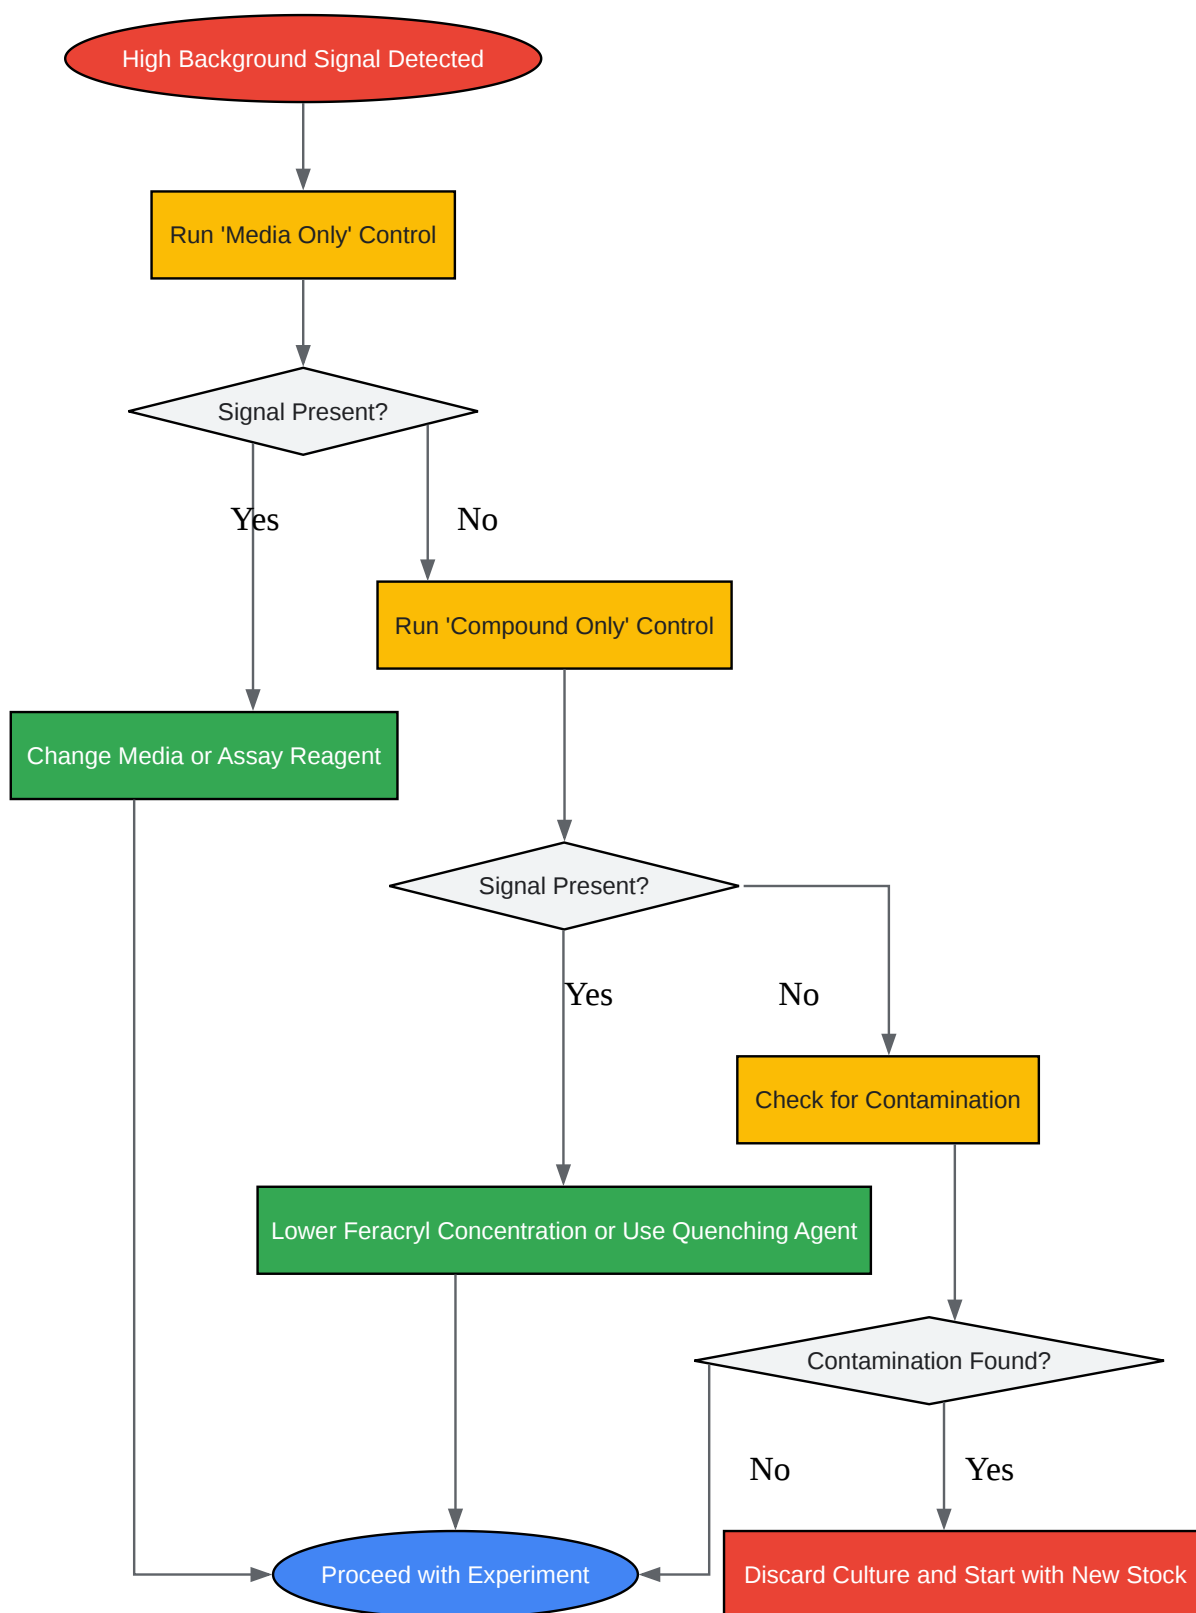 High Background Signal Detected
Run 'Media Only' Control
Signal Present?
Yes
No
Run 'Compound Only' Control
Change Media or Assay Reagent
Signal Present?
Yes
No
Check for Contamination
Lower Feracryl Concentration or Use Quenching Agent
Contamination Found?
No
Yes
Proceed with Experiment
Discard Culture and Start with New Stock